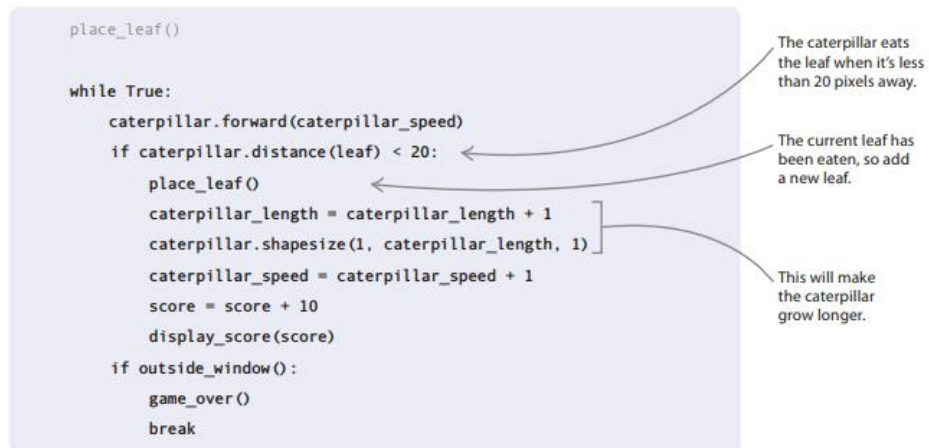 place_leaf()
while True:
    caterpillar.forward(caterpillar_speed)
    if caterpillar.distance(leaf) < 20:
        place_leaf()
        caterpillar_length = caterpillar_length + 1
        caterpillar.shapesize(1, caterpillar_length, 1)
        caterpillar_speed = caterpillar_speed + 1
        score = score + 10
        display_score(score)
    if outside_window():
        game_over()
        break
The caterpillar eats
the leaf when it's less
than 20 pixels away.
The current leaf has
been eaten, so add
a new leaf.
This will make
the caterpillar
grow longer.